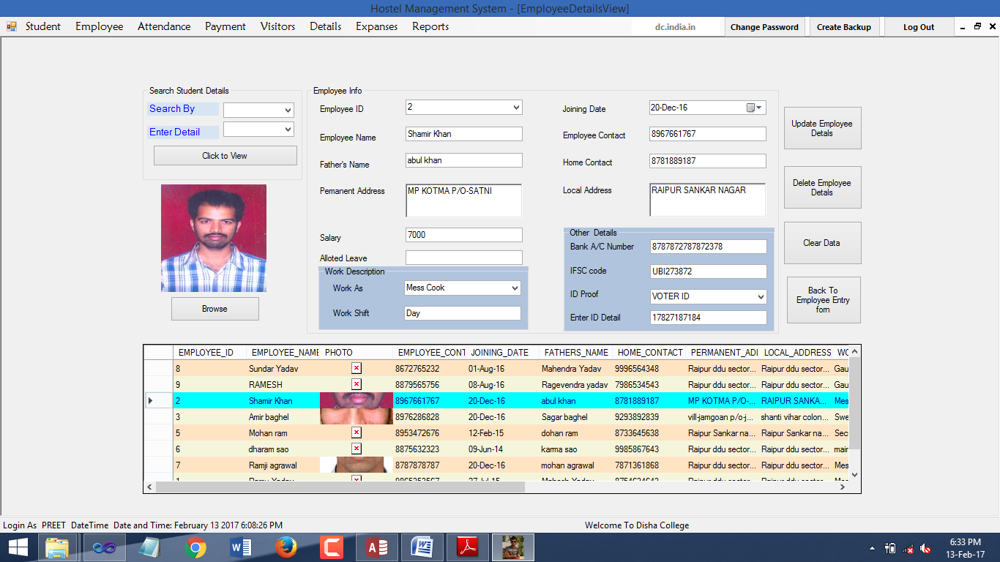 Hostel Management System - [EmployeeDetailsView]
Student Employee Attendance Payment Visitors Details Expanses Reports dc.india.in Change Password Create Backup Log Out
Search Student Details
Search By
Enter Detail
Click to View
Browse
Employee Info
Employee ID 2
Employee Name Shamir Khan
Father's Name abul khan
Pemanent Address MP KOTMA P/O-SATNI
Salary 7000
Alloted Leave
Work Description
Work As Mess Cook
Work Shift Day
Joining Date 20-Dec-16
Employee Contact 8967661767
Home Contact 8781889187
Local Address RAIPUR SANKAR NAGAR
Other Details
Bank A/C Number 8787872787872378
IFSC code UBI273872
ID Proof VOTER ID
Enter ID Detail 17827187184
Update Employee
Detals
Delete Employee
Detals
Clear Data
Back To
Employee Entry
fom
EMPLOYEE_ID EMPLOYEE_NAME PHOTO EMPLOYEE_CONT JOINING_DATE FATHERS_NAME HOME_CONTACT PERMANENT_ADI LOCAL_ADDRESS WO
8 Sundar Yadav 8672765232 01-Aug-16 Mahendra Yadav 9996564348 Raipur ddu sector... Raipur ddu sector... Gau
9 RAMESH 8879565756 08-Aug-16 Ragevendra yadav 7986534543 Raipur ddu sector... Raipur ddu sector... Gau
2 Shamir Khan 8967661767 20-Dec-16 abul khan 8781889187 MP KOTMA P/O-... RAIPUR SANKA... Mes
3 Amir baghel 8976286828 20-Dec-16 Sagar baghel 9293892839 vill-jamgoan p/o-j... shanti vihar colon... Swe
5 Mohan ram 8953472676 12-Feb-15 dohan ram 8733645638 Raipur Sankar na... Raipur Sankar na... Sec
6 dharam sao 8875632323 09-Jun-14 karma sao 9985867643 Raipur ddu sector... Raipur ddu sector... main
7 Ramji agrawal 8787878787 20-Dec-16 mohan agrawal 7871361868 Raipur ddu sector... Raipur ddu sector... Mes
Login As PREET DateTime Date and Time: February 13 2017 6:08:26 PM Welcome To Disha College
6:33 PM
13-Feb-17